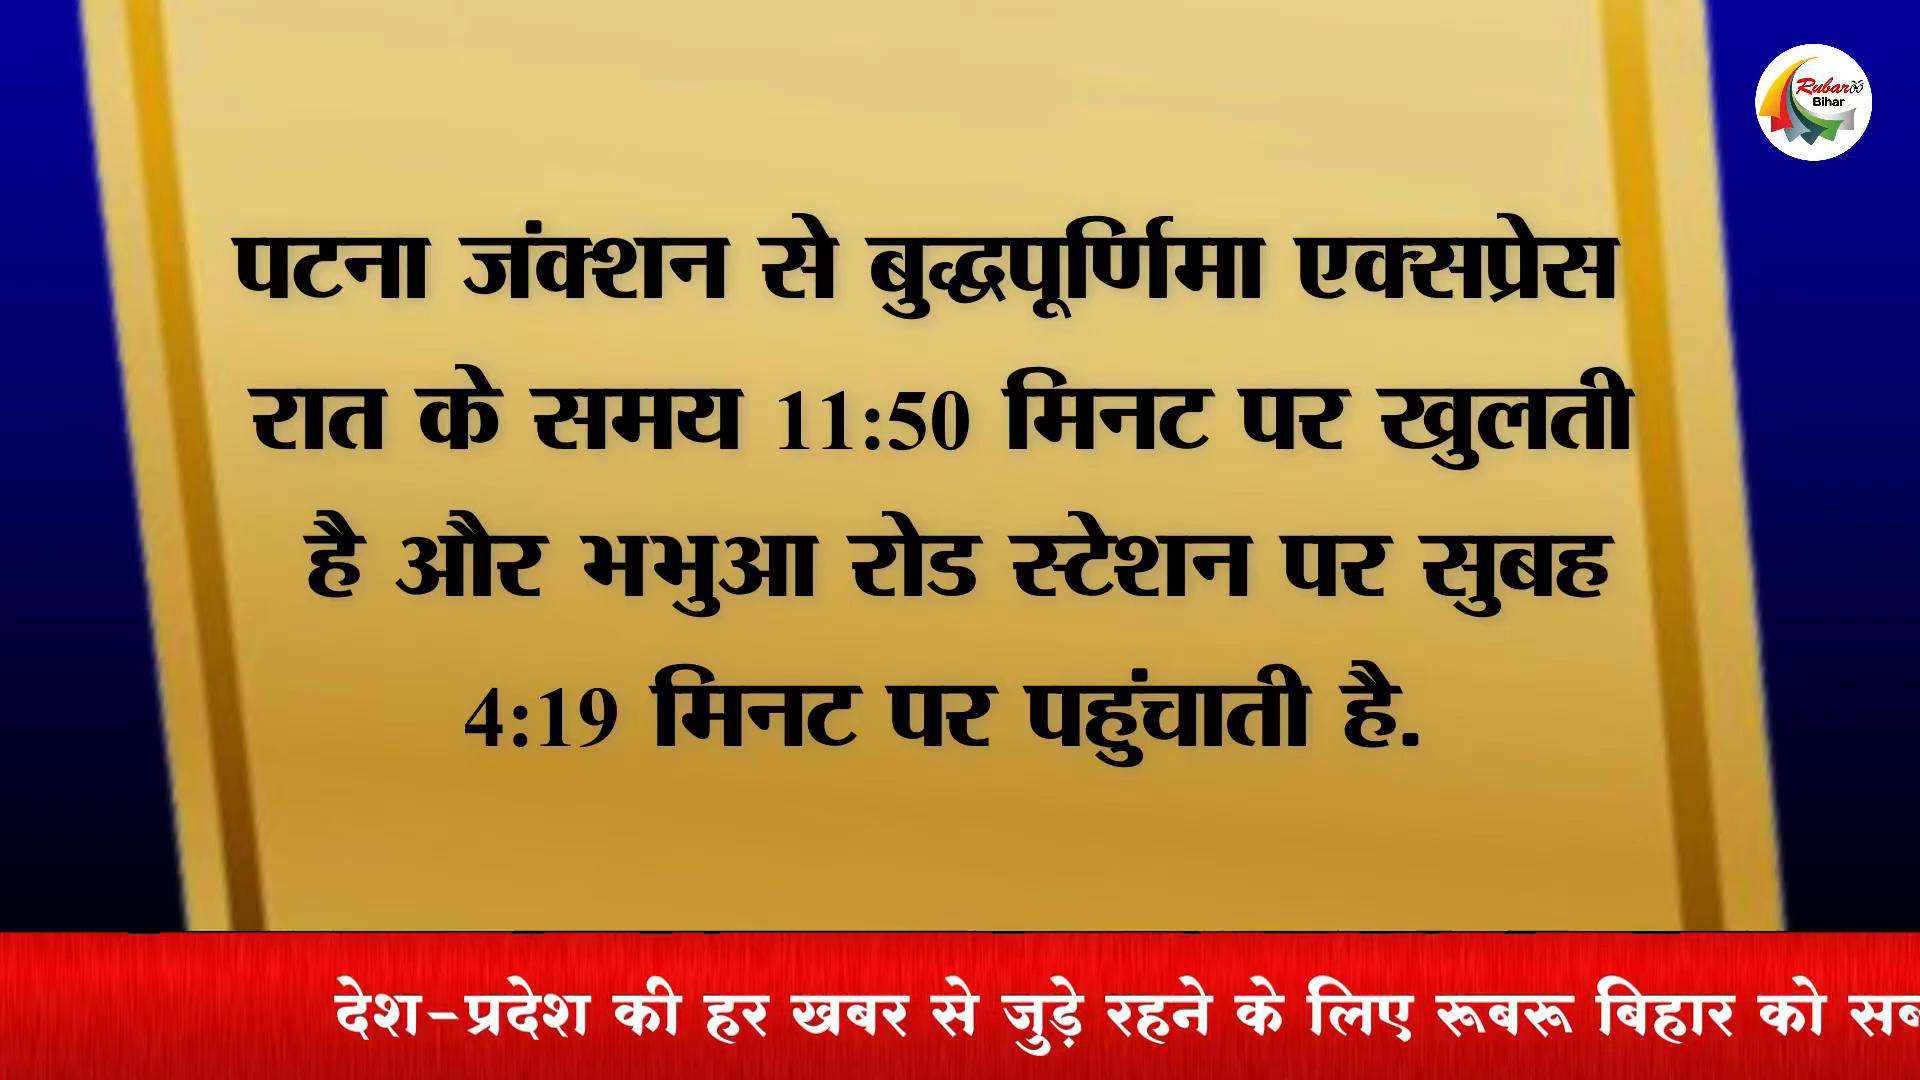 Rubaroo
Bihar
पटना जंक्शन से बुद्धपूर्णिमा एक्सप्रेस
रात के समय 11:50 मिनट पर खुलती
है और भभुआ रोड स्टेशन पर सुबह
4:19 मिनट पर पहुंचाती है.
देश-प्रदेश की हर खबर से जुड़े रहने के लिए रूबरू बिहार को